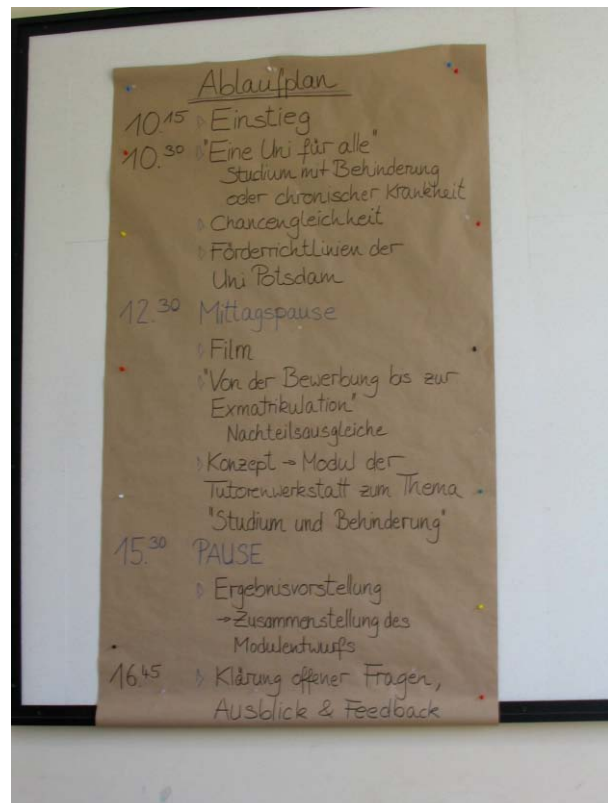 Ablaufplan
10.15 ▷ Einstieg
10.30 ▷ "Eine Uni für alle"
Studium mit Behinderung
oder chronischer Krankheit
▷ Chancengleichheit
▷ Förderrichtlinien der
Uni Potsdam
12.30 Mittagspause
▷ Film
▷ "Von der Bewerbung bis zur
Exmatrikulation"
Nachteilsausgleiche
▷ Konzept → Modul der
Tutorenwerkstatt zum Thema
"Studium und Behinderung"
15.30 PAUSE
▷ Ergebnisvorstellung
→ Zusammenstellung des
Modulentwurfs
16.45 ▷ Klärung offener Fragen,
Ausblick & Feedback